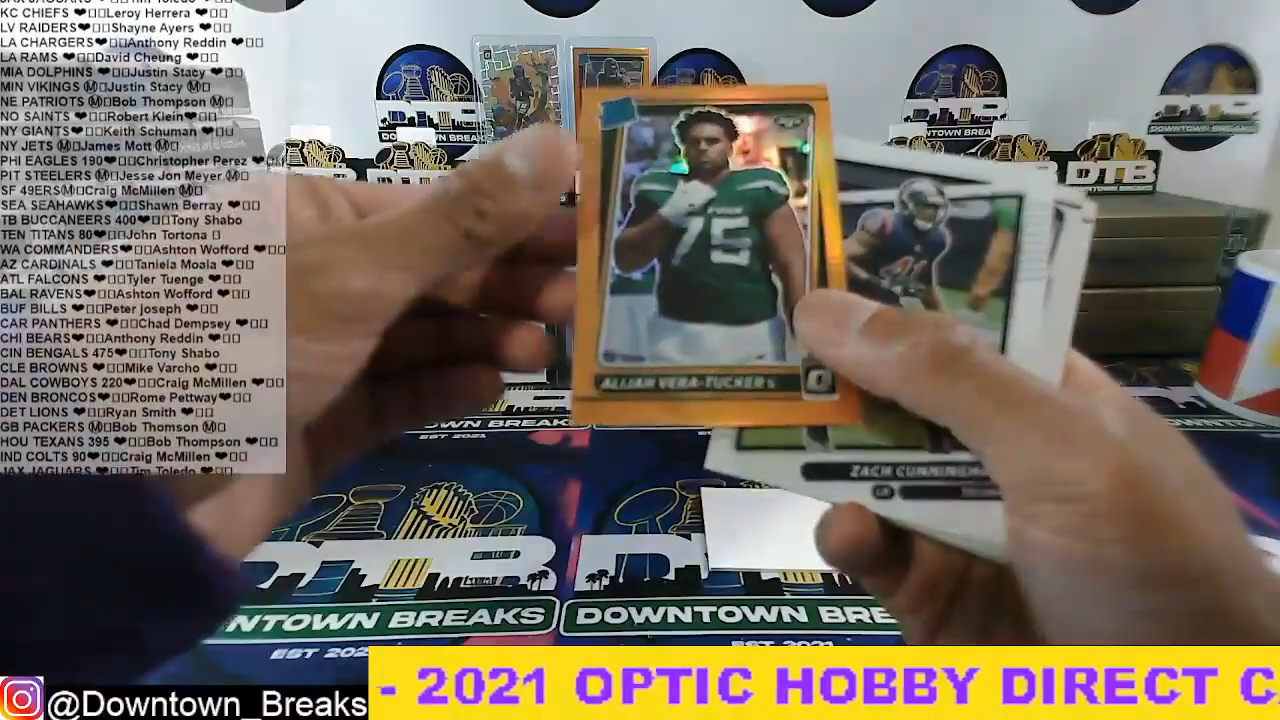 KC CHIEFS ❤️Leroy Herrera ❤️
LV RAIDERS❤️Shayne Ayers ❤️
LA CHARGERS❤️Anthony Reddin ❤️
LA RAMS ❤️David Cheung ❤️
MIA DOLPHINS ❤️Justin Stacy ❤️
MIN VIKINGS Ⓜ️Justin Stacy Ⓜ️
NE PATRIOTS Ⓜ️Bob Thompson Ⓜ️
NO SAINTS ❤️Robert Klein❤️
NY GIANTS❤️Keith Schuman ❤️
NY JETS Ⓜ️James Mott Ⓜ️
PHI EAGLES 190❤️Christopher Perez ❤️
PIT STEELERS Ⓜ️Jesse Jon Meyer Ⓜ️
SF 49ERSⓂ️Craig McMillen Ⓜ️
SEA SEAHAWKS❤️Shawn Berray ❤️
TB BUCCANEERS 400❤️Tony Shabo
TEN TITANS 80❤️John Tortona
WA COMMANDERS❤️Ashton Wofford ❤️
AZ CARDINALS ❤️Taniela Moala ❤️
ATL FALCONS ❤️Tyler Tuenge ❤️
BAL RAVENS❤️Ashton Wofford ❤️
BUF BILLS ❤️Peter joseph ❤️
CAR PANTHERS ❤️Chad Dempsey ❤️
CHI BEARS❤️Anthony Reddin ❤️
CIN BENGALS 475❤️Tony Shabo
CLE BROWNS ❤️Mike Varcho ❤️
DAL COWBOYS 220❤️Craig McMillen ❤️
DEN BRONCOS❤️Rome Pettway❤️
DET LIONS ❤️Ryan Smith ❤️
GB PACKERS Ⓜ️Bob Thomson Ⓜ️
HOU TEXANS 395 ❤️Bob Thompson ❤️
IND COLTS 90❤️Craig McMillen ❤️
JAX JAGUARS ❤️Tim Toledo ❤️
75
ALIJAH VERA-TUCKER
ZACH CUNNINGH
DTB
DOWNTOWN BREAKS
DTB
NTOWN BREAKS
EST 202
DTB
DOWNTOWN BREA
EST 2021
@Downtown_Breaks
- 2021 OPTIC HOBBY DIRECT C